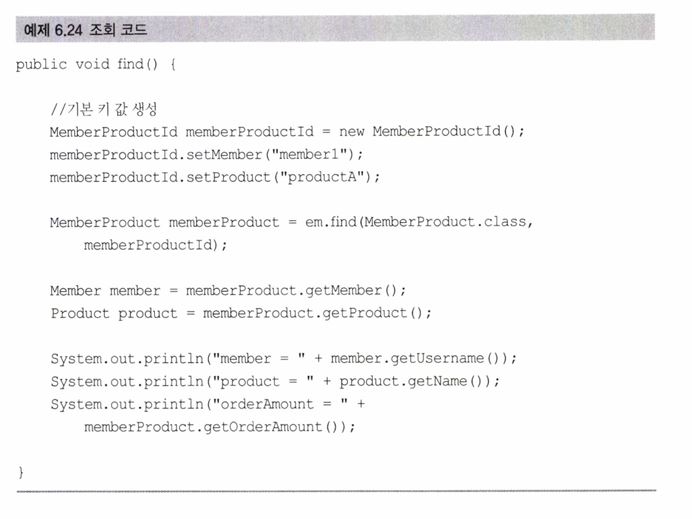 예제 6.24 조회 코드
public void find() {
//기본 키 값 생성
MemberProductId memberProductId = new MemberProductId();
memberProductId.setMember("member1");
memberProductId.setProduct("productA");
MemberProduct memberProduct = em.find(MemberProduct.class,
memberProductId);
Member member = memberProduct.getMember();
Product product = memberProduct.getProduct();
System.out.println("member = " + member.getUsername());
System.out.println("product = " + product.getName());
System.out.println("orderAmount = " +
memberProduct.getOrderAmount());
}